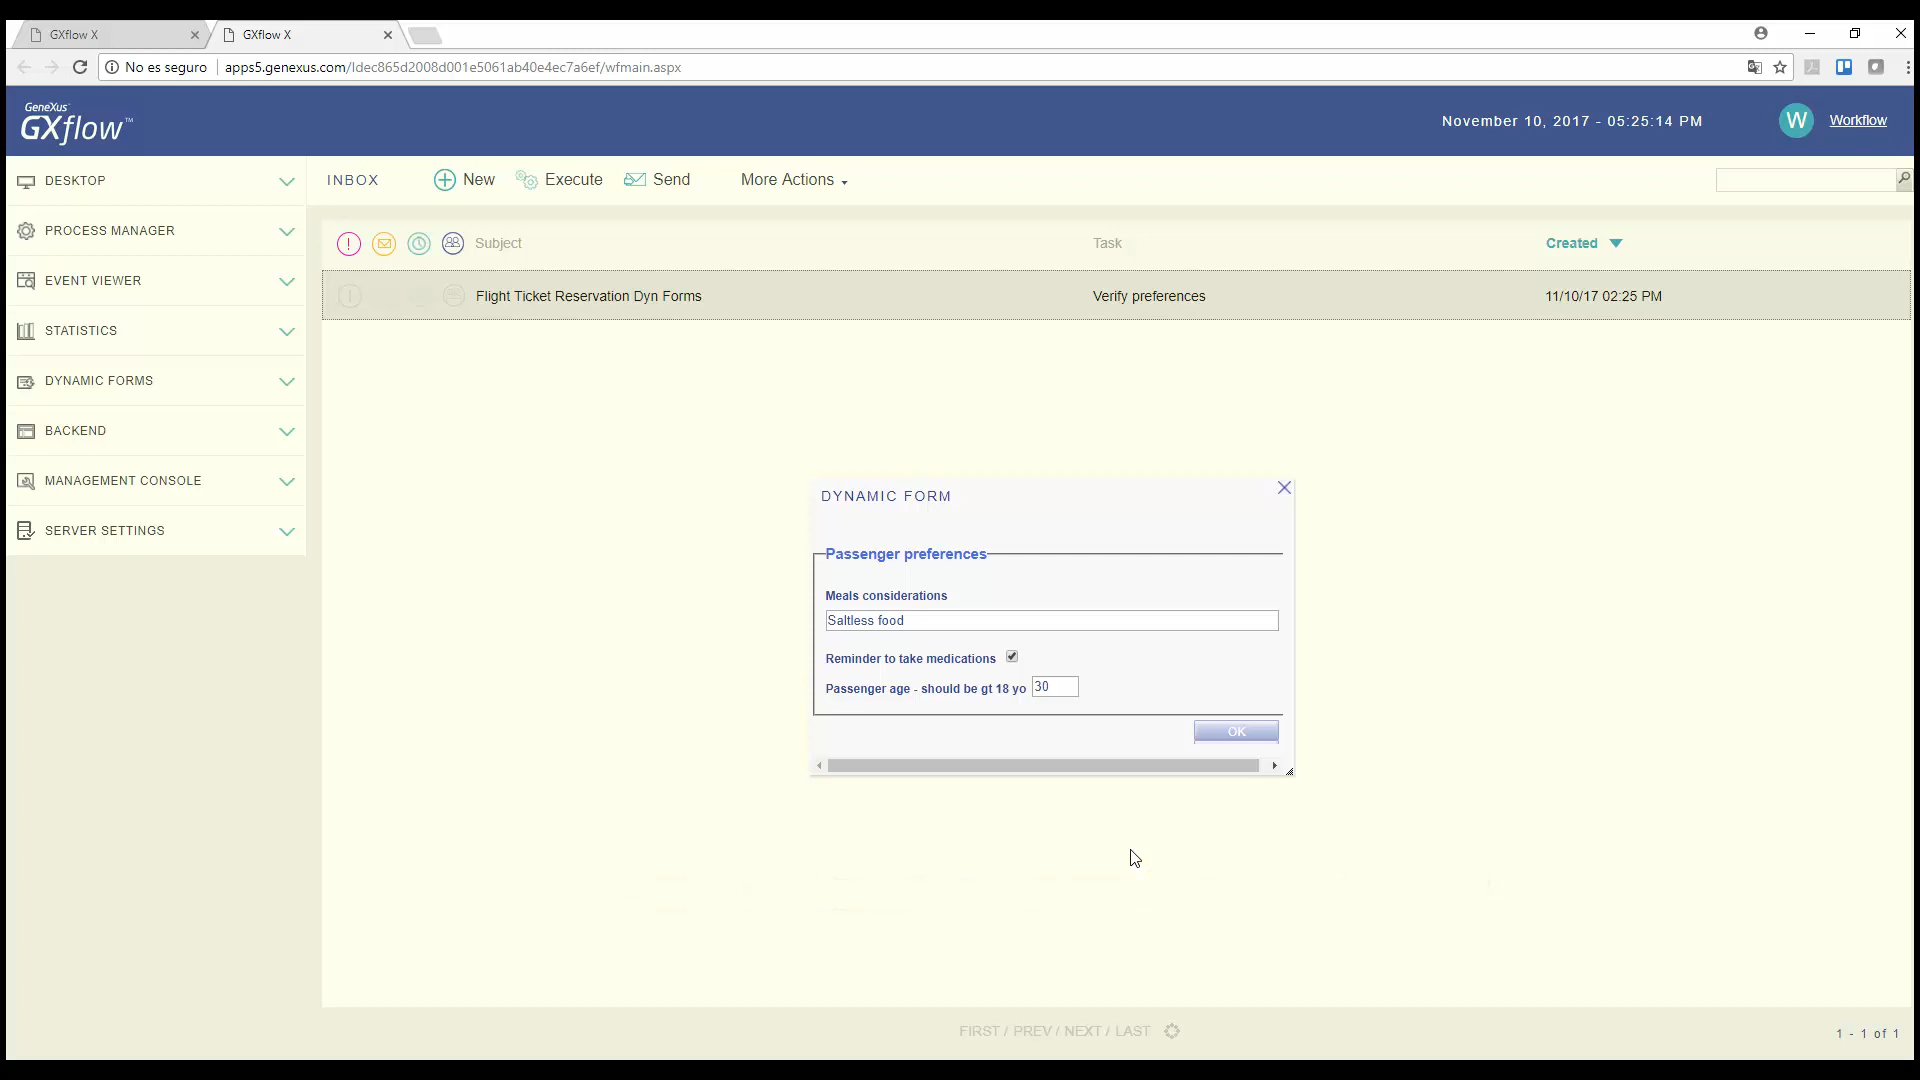 GXflow X
GXflow X
No es seguro apps5.genexus.com/Idec865d2008d001e5061ab40e4ec7a6ef/wfmain.aspx
GeneXus™
GXflow™
November 10, 2017 - 05:25:14 PM
W
Workflow
DESKTOP
PROCESS MANAGER
EVENT VIEWER
STATISTICS
DYNAMIC FORMS
BACKEND
MANAGEMENT CONSOLE
SERVER SETTINGS
INBOX
New
Execute
Send
More Actions
Subject
Task
Created
Flight Ticket Reservation Dyn Forms
Verify preferences
11/10/17 02:25 PM
DYNAMIC FORM
Passenger preferences
Meals considerations
Saltless food
Reminder to take medications
Passenger age - should be gt 18 yo 30
OK
FIRST / PREV / NEXT / LAST
1 - 1 of 1